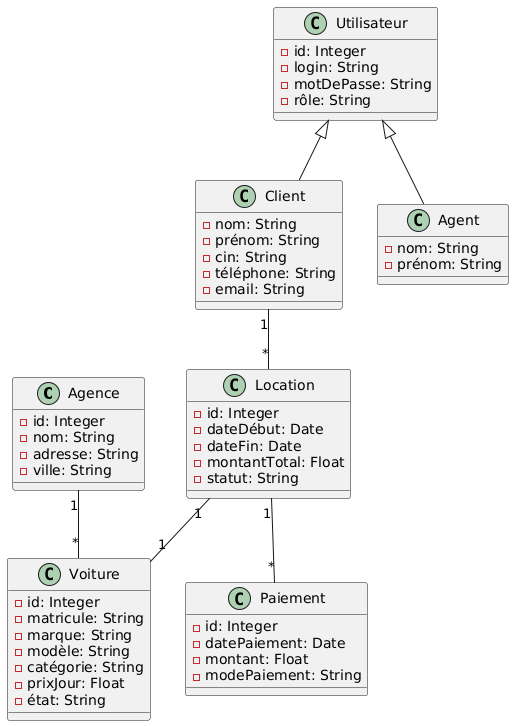 C Utilisateur
id: Integer
login: String
motDePasse: String
rôle: String
C Client
nom: String
prénom: String
cin: String
téléphone: String
email: String
C Agent
nom: String
prénom: String
1
*
C Agence
id: Integer
nom: String
adresse: String
ville: String
C Location
id: Integer
dateDébut: Date
dateFin: Date
montantTotal: Float
statut: String
1
*
1
1
1
*
C Voiture
id: Integer
matricule: String
marque: String
modèle: String
catégorie: String
prixJour: Float
état: String
C Paiement
id: Integer
datePaiement: Date
montant: Float
modePaiement: String